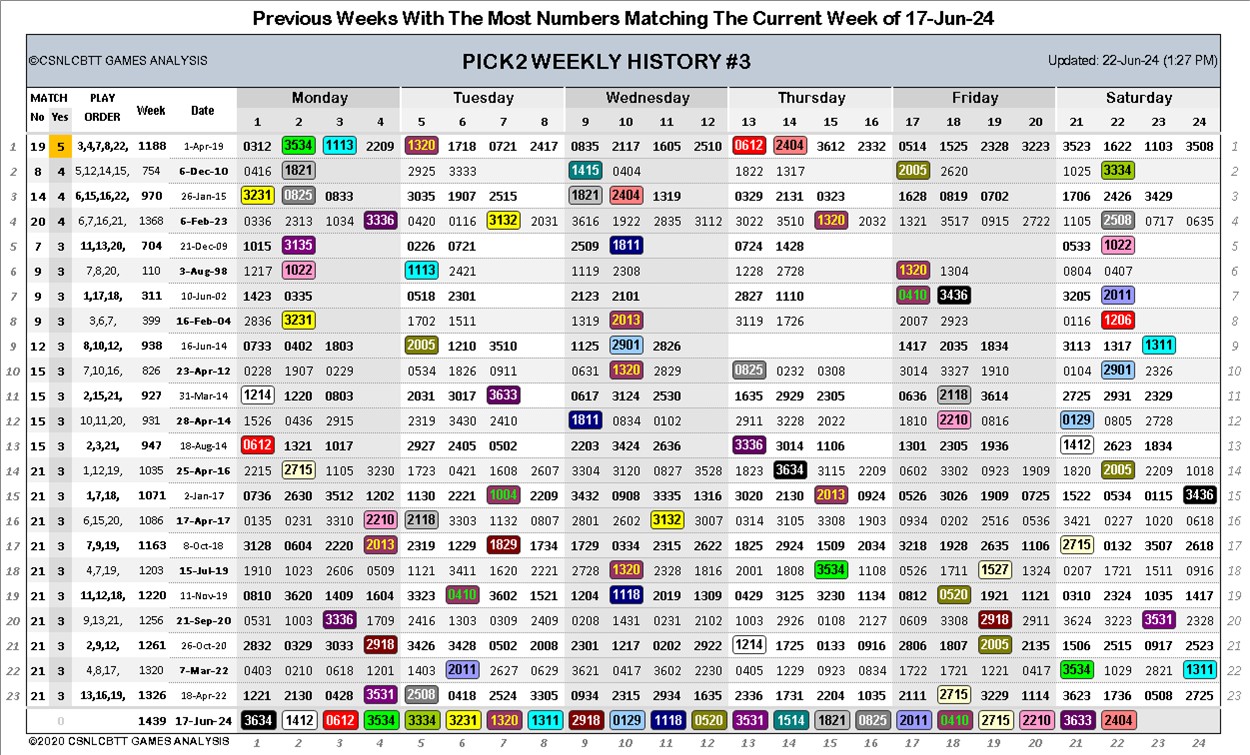 Previous Weeks With The Most Numbers Matching The Current Week of 17-Jun-24
©CSNLCBTT GAMES ANALYSIS PICK2 WEEKLY HISTORY #3 Updated: 22-Jun-24 (1:27 PM)
MATCH PLAY Week Date Monday Tuesday Wednesday Thursday Friday Saturday
No Yes ORDER 1 2 3 4 5 6 7 8 9 10 11 12 13 14 15 16 17 18 19 20 21 22 23 24
1 19 5 3,4,7,8,22, 1188 1-Apr-19 0312 3534 1113 2209 1320 1718 0721 2417 0835 2117 1605 2510 0612 2404 3612 2332 0514 1525 2328 3223 3523 1622 1103 3508 1
2 8 4 5,12,14,15, 754 6-Dec-10 0416 1821 2925 3333 1415 0404 1822 1317 2005 2620 1025 3334 2
3 14 4 6,15,16,22, 970 26-Jan-15 3231 0825 0833 3035 1907 2515 1821 2404 1319 0329 2131 0323 1628 0819 0702 1706 2426 3429 3
4 20 4 6,7,16,21, 1368 6-Feb-23 0336 2313 1034 3336 0420 0116 3132 2031 3616 1922 2835 3112 3022 3510 1320 2032 1321 3517 0915 2722 1105 2508 0717 0635 4
5 7 3 11,13,20, 704 21-Dec-09 1015 3135 0226 0721 2509 1811 0724 1428 0533 1022 5
6 9 3 7,8,20, 110 3-Aug-98 1217 1022 1113 2421 1119 2308 1228 2728 1320 1304 0804 0407 6
7 9 3 1,17,18, 311 10-Jun-02 1423 0335 0518 2301 2123 2101 2827 1110 0410 3436 3205 2011 7
8 9 3 3,6,7, 399 16-Feb-04 2836 3231 1702 1511 1319 2013 3119 1726 2007 2923 0116 1206 8
9 12 3 8,10,12, 938 16-Jun-14 0733 0402 1803 2005 1210 3510 1125 2901 2826 1417 2035 1834 3113 1317 1311 9
10 15 3 7,10,16, 826 23-Apr-12 0228 1907 0229 0534 1826 0911 0631 1320 2829 0825 0232 0308 3014 3327 1910 0104 2901 2326 10
11 15 3 2,15,21, 927 31-Mar-14 1214 1220 0803 2031 3017 3633 0617 3124 2530 1635 2929 2305 0636 2118 3614 2725 2931 2329 11
12 15 3 10,11,20, 931 28-Apr-14 1526 0436 2915 2319 3430 2410 1811 0834 0102 2911 3228 2022 1810 2210 0816 0129 0805 2728 12
13 15 3 2,3,21, 947 18-Aug-14 0612 1321 1017 2927 2405 0502 2203 3424 2636 3336 3014 1106 1301 2305 1936 1412 2623 1834 13
14 21 3 1,12,19, 1035 25-Apr-16 2215 2715 1105 3230 1723 0421 1608 2607 3304 3120 0827 3528 1823 3634 3115 2209 0602 3302 0923 1909 1820 2005 2209 1018 14
15 21 3 1,7,18, 1071 2-Jan-17 0736 2630 3512 1202 1130 2221 1004 2209 3432 0908 3335 1316 3020 2130 2013 0924 0526 3026 1909 0725 1522 0534 0115 3436 15
16 21 3 6,15,20, 1086 17-Apr-17 0135 0231 3310 2210 2118 3303 1132 0807 2801 2602 3132 3007 0314 3105 3308 1903 0934 0202 2516 0536 3421 0227 1020 0618 16
17 21 3 7,9,19, 1163 8-Oct-18 3128 0604 2220 2013 2319 1229 1829 1734 1729 0334 2315 2622 1825 2924 1509 2034 3218 1928 2635 1106 2715 0132 3507 2618 17
18 21 3 4,7,19, 1203 15-Jul-19 1910 1023 2606 0509 1121 3411 1620 2221 2028 1320 3328 2318 2001 1808 3534 1108 0526 1711 1527 1324 0207 1721 1511 0916 18
19 21 3 11,12,18, 1220 11-Nov-19 0810 3620 1409 1604 3323 0410 3602 1521 1204 1118 2019 1309 0429 3125 3230 1134 0812 0520 1921 1121 0310 2324 1035 1417 19
20 21 3 9,13,21, 1256 21-Sep-20 0531 1003 3336 1709 2416 1303 0309 2409 0208 1431 0231 2102 1003 2926 0108 2127 0609 3308 2918 2911 3624 3223 3531 2328 20
21 21 3 2,9,12, 1261 26-Oct-20 2832 0329 3033 2918 3426 3428 0502 2008 2301 1217 0202 2922 1214 1725 0133 0916 2806 1807 2005 2135 1506 2515 0917 2523 21
22 21 3 4,8,17, 1320 7-Mar-22 0403 0210 0618 1201 1403 2011 2627 0629 3621 0417 3602 2230 0405 1229 0923 0834 1722 1721 1221 0417 3534 1029 2821 1311 22
23 21 3 13,16,19, 1326 18-Apr-22 1221 2130 0428 3531 2508 0418 2524 3305 0934 2315 2934 1635 2336 1731 2204 1035 2111 2715 3229 1114 3623 1736 0508 2725 23
0 1439 17-Jun-24 3634 1412 0612 3534 3334 3231 1320 1311 2918 0129 1118 0520 3531 1514 1821 0825 2011 0410 2715 2210 3633 2404
©2020 CSNLCBTT GAMES ANALYSIS 1 2 3 4 5 6 7 8 9 10 11 12 13 14 15 16 17 18 19 20 21 22 23 24